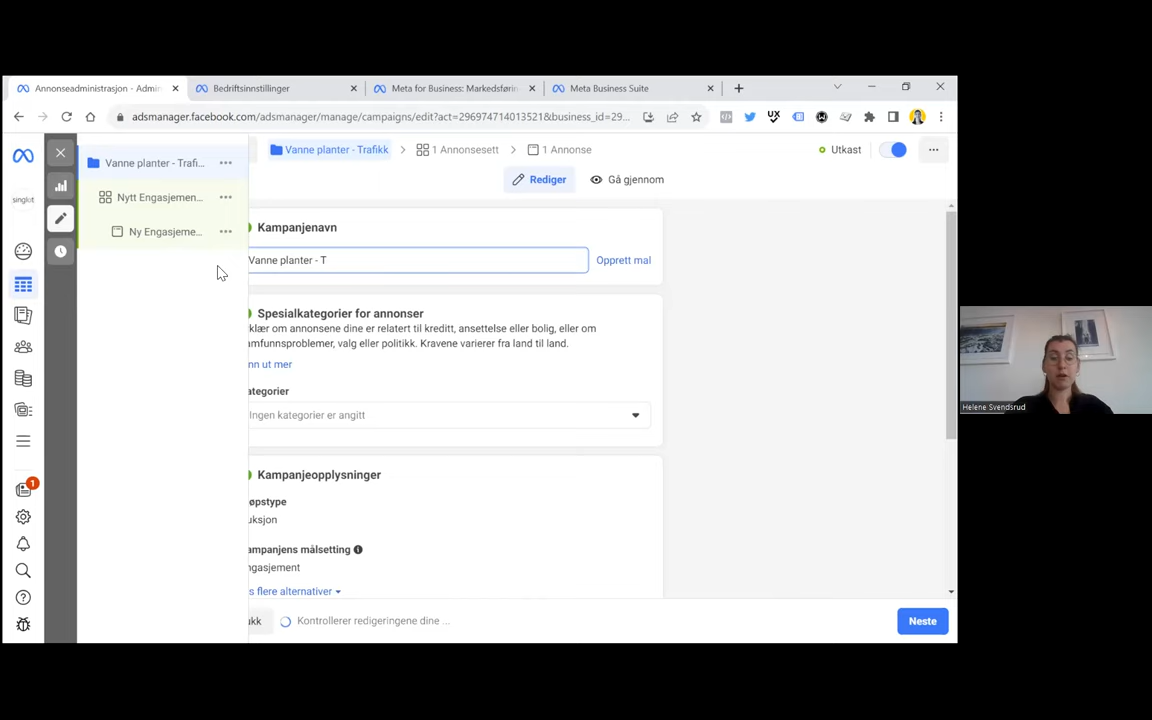 Annonseadministrasjon - Admin
Bedriftsinnstillinger
Meta for Business: Markedsførin
Meta Business Suite
adsmanager.facebook.com/adsmanager/manage/campaigns/edit?act=296974714013521&business_id=29...
singlot
Vanne planter - Trafi...
Nytt Engasjemen...
Ny Engasjeme...
Vanne planter - Trafikk
1 Annonsesett
1 Annonse
Utkast
Rediger
Gå gjennom
Kampanjenavn
Vanne planter - T
Opprett mal
Spesialkategorier for annonser
klær om annonsene dine er relatert til kreditt, ansettelse eller bolig, eller om
amfunnsproblemer, valg eller politikk. Kravene varierer fra land til land.
nn ut mer
ategorier
Ingen kategorier er angitt
Kampanjeopplysninger
øpstype
uksjon
ampanjens målsetting
ngasjement
s flere alternativer
1
ukk
Kontrollerer redigeringene dine ...
Neste
Helene Svendsrud